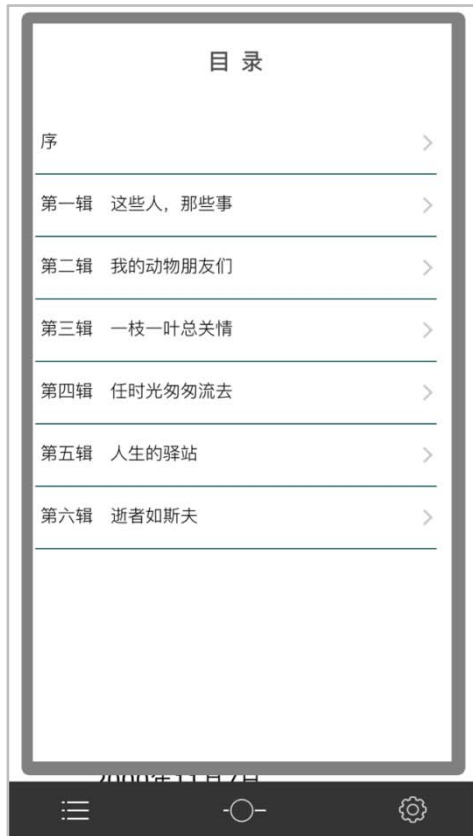 目 录
序
第一辑 这些人，那些事
第二辑 我的动物朋友们
第三辑 一枝一叶总关情
第四辑 任时光匆匆流去
第五辑 人生的驿站
第六辑 逝者如斯夫